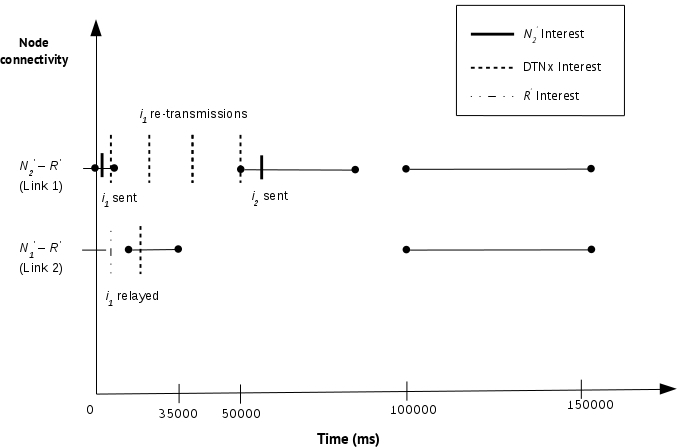 Node
connectivity
N2' Interest
DTNx Interest
R' Interest
i1 re-transmissions
N2' – R'
(Link 1)
i1 sent
i2 sent
N1' – R'
(Link 2)
i1 relayed
0
35000
50000
100000
150000
Time (ms)